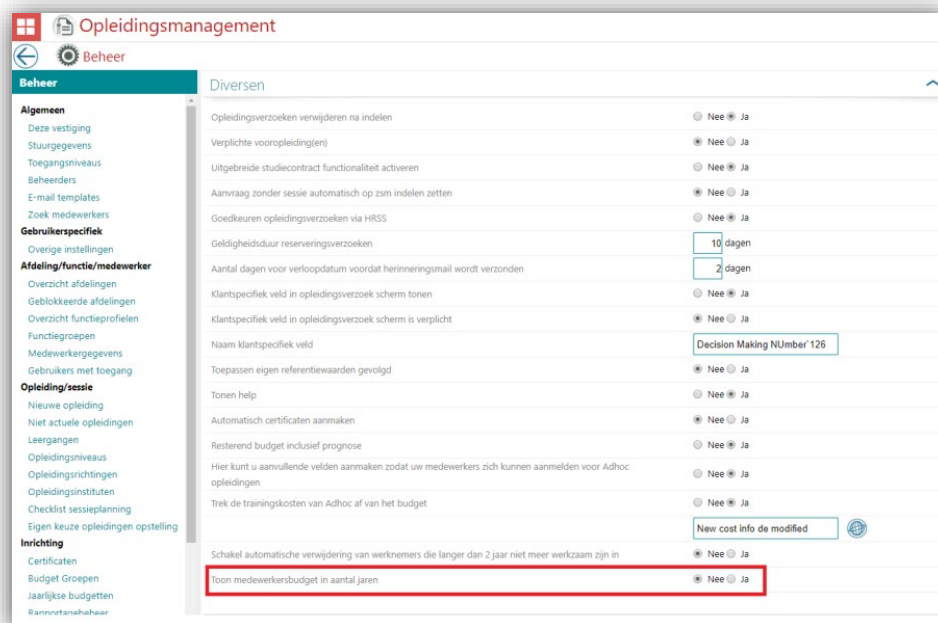 Opleidingsmanagement
Beheer
Beheer
Algemeen
Deze vestiging
Stuurgegevens
Toegangsniveaus
Beheerders
E-mail templates
Zoek medewerkers
Gebruikerspecifiek
Overige instellingen
Afdeling/functie/medewerker
Overzicht afdelingen
Geblokkeerde afdelingen
Overzicht functieprofielen
Functiegroepen
Medewerkergegevens
Gebruikers met toegang
Opleiding/sessie
Nieuwe opleiding
Niet actuele opleidingen
Leergangen
Opleidingsniveaus
Opleidingsrichtingen
Opleidingsinstituten
Checklist sessieplanning
Eigen keuze opleidingen opstelling
Inrichting
Certificaten
Budget Groepen
Jaarlijkse budgetten
Rapportagebeheer
Diversen
Opleidingsverzoeken verwijderen na indelen Nee Ja
Verplichte vooropleiding(en) Nee Ja
Uitgebreide studiecontract functionaliteit activeren Nee Ja
Aanvraag zonder sessie automatisch op zsm indelen zetten Nee Ja
Goedkeuren opleidingsverzoeken via HRSS Nee Ja
Geldigheidsduur reserveringsverzoeken 10 dagen
Aantal dagen voor verloopdatum voordat herinneringsmail wordt verzonden 2 dagen
Klantspecifiek veld in opleidingsverzoek scherm tonen Nee Ja
Klantspecifiek veld in opleidingsverzoek scherm is verplicht Nee Ja
Naam klantspecifiek veld Decision Making NUmber`126
Toepassen eigen referentiewaarden gevolgd Nee Ja
Tonen help Nee Ja
Automatisch certificaten aanmaken Nee Ja
Resterend budget inclusief prognose Nee Ja
Hier kunt u aanvullende velden aanmaken zodat uw medewerkers zich kunnen aanmelden voor Adhoc
opleidingen Nee Ja
Trek de trainingskosten van Adhoc af van het budget Nee Ja
New cost info de modified
Schakel automatische verwijdering van werknemers die langer dan 2 jaar niet meer werkzaam zijn in Nee Ja
Toon medewerkersbudget in aantal jaren Nee Ja